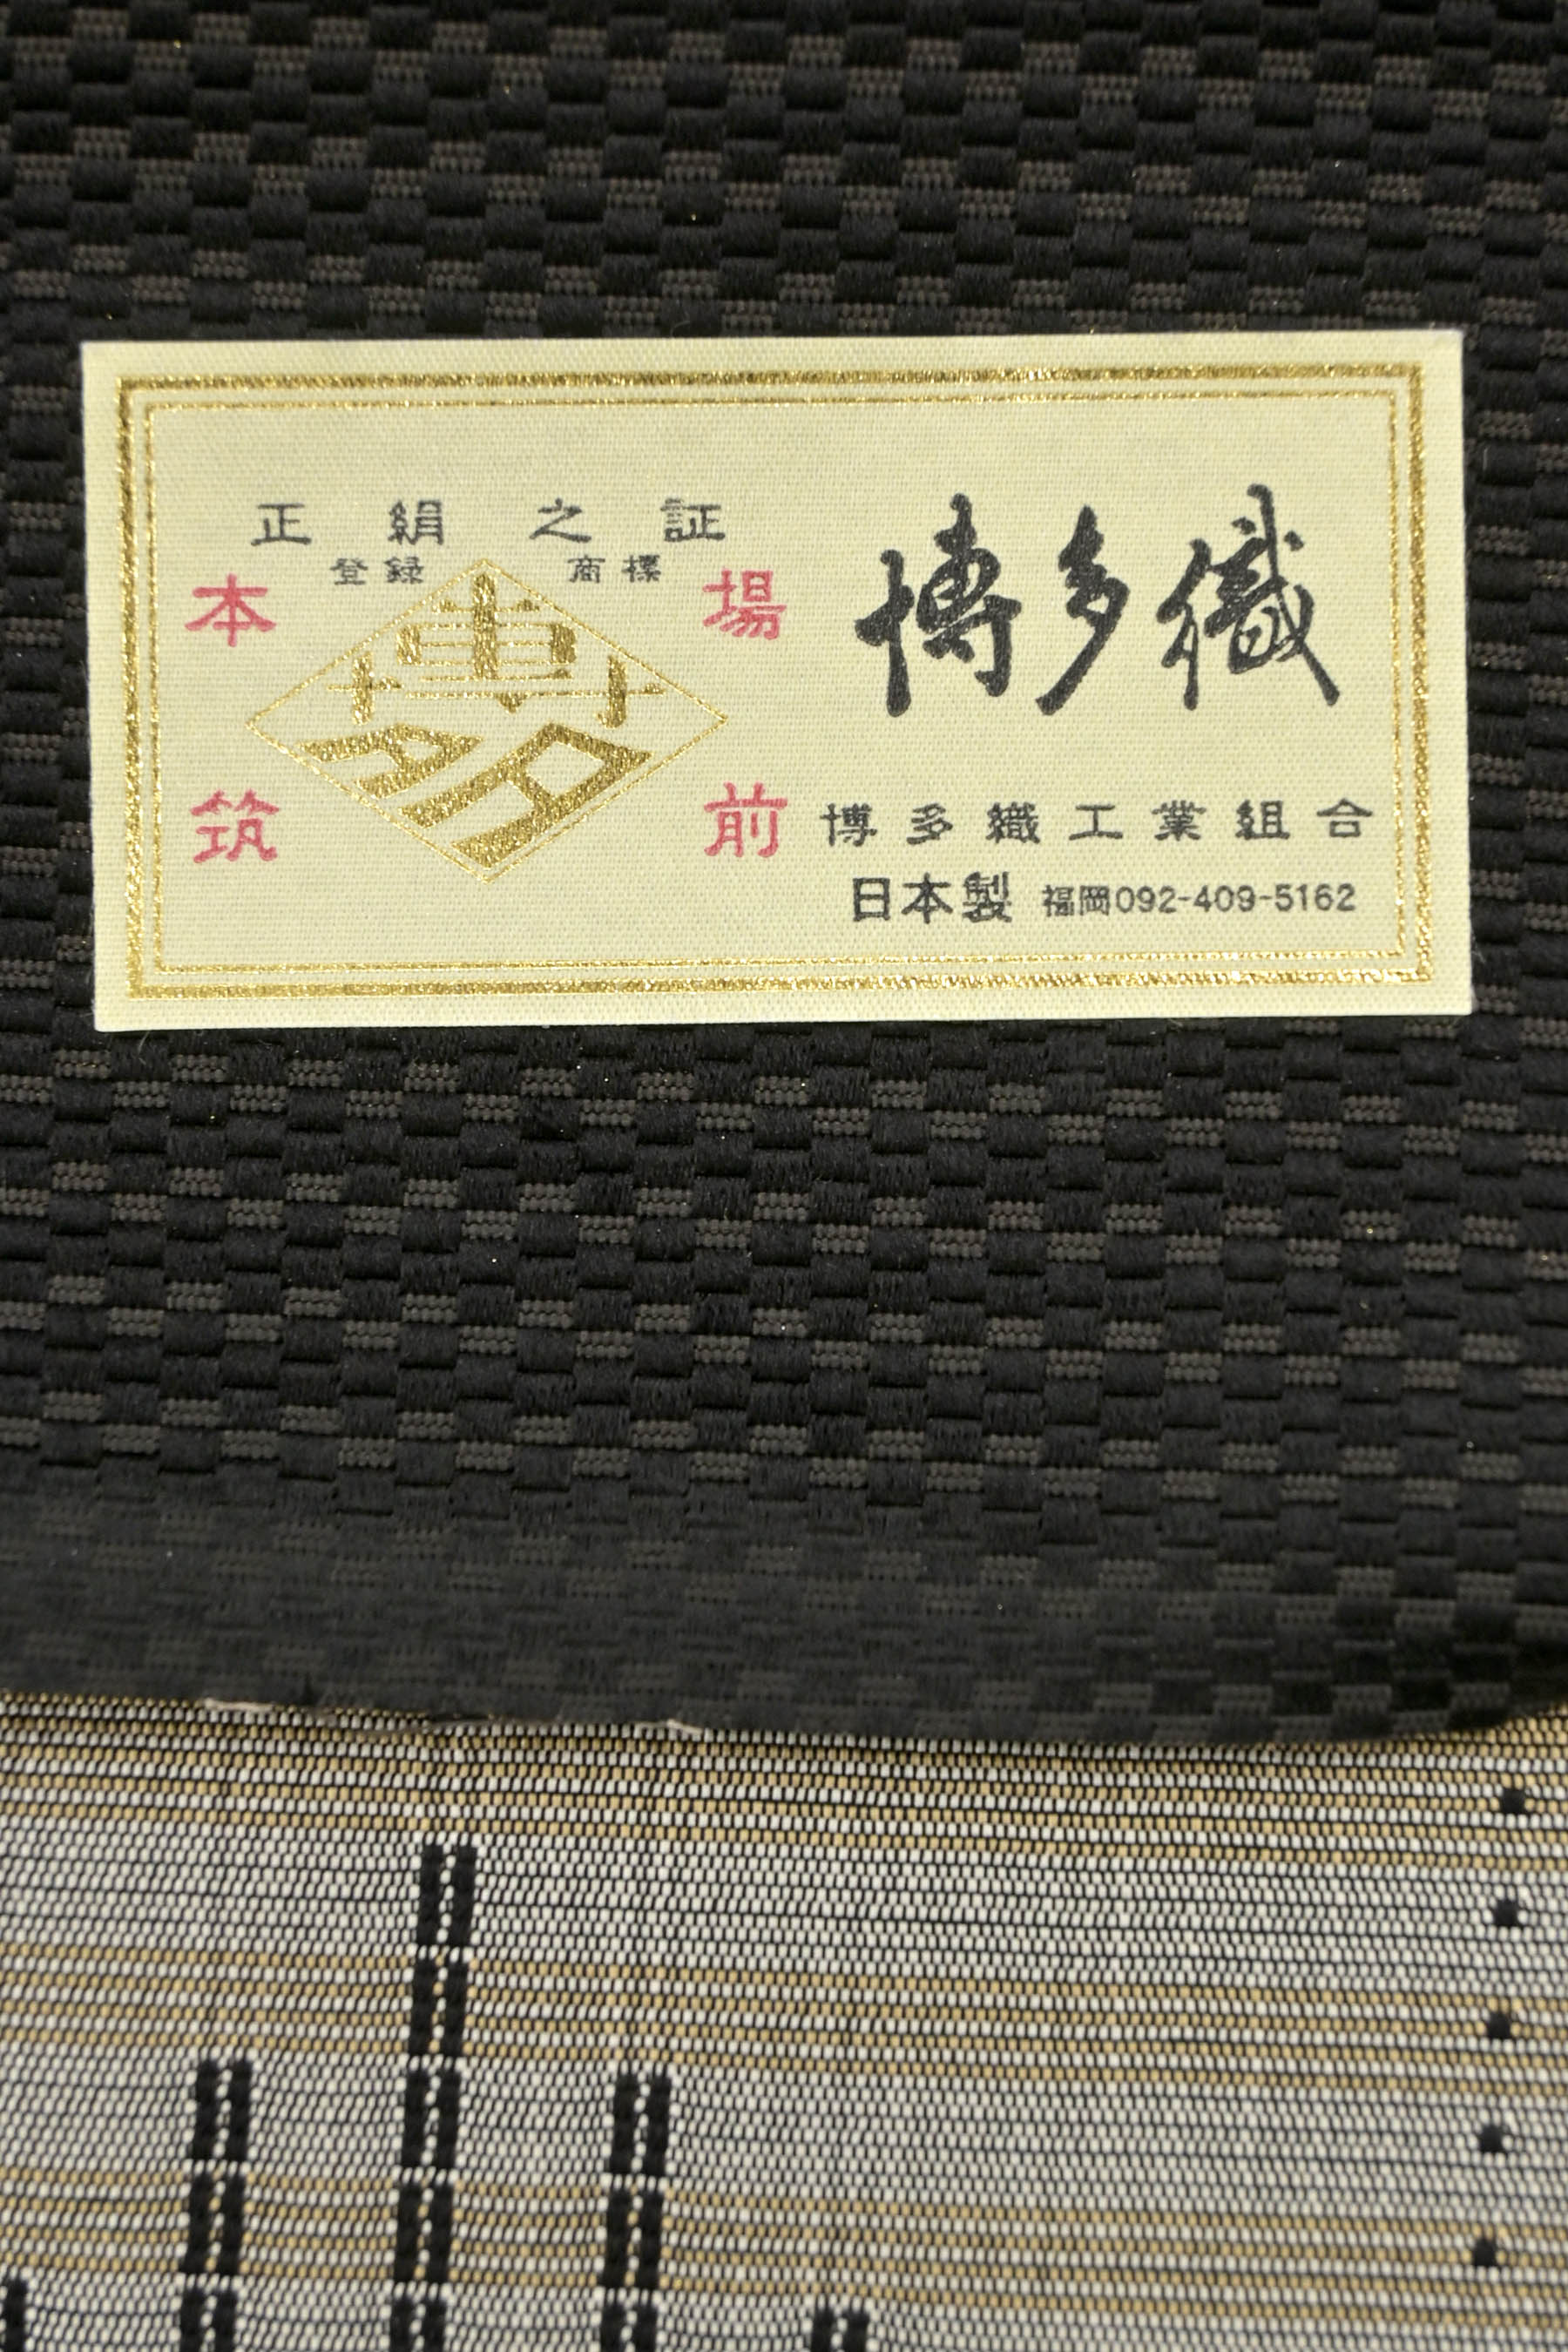 正絹之証
登録 商標
本場
博多
筑前
博多織
博多織工業組合
日本製 福岡092-409-5162